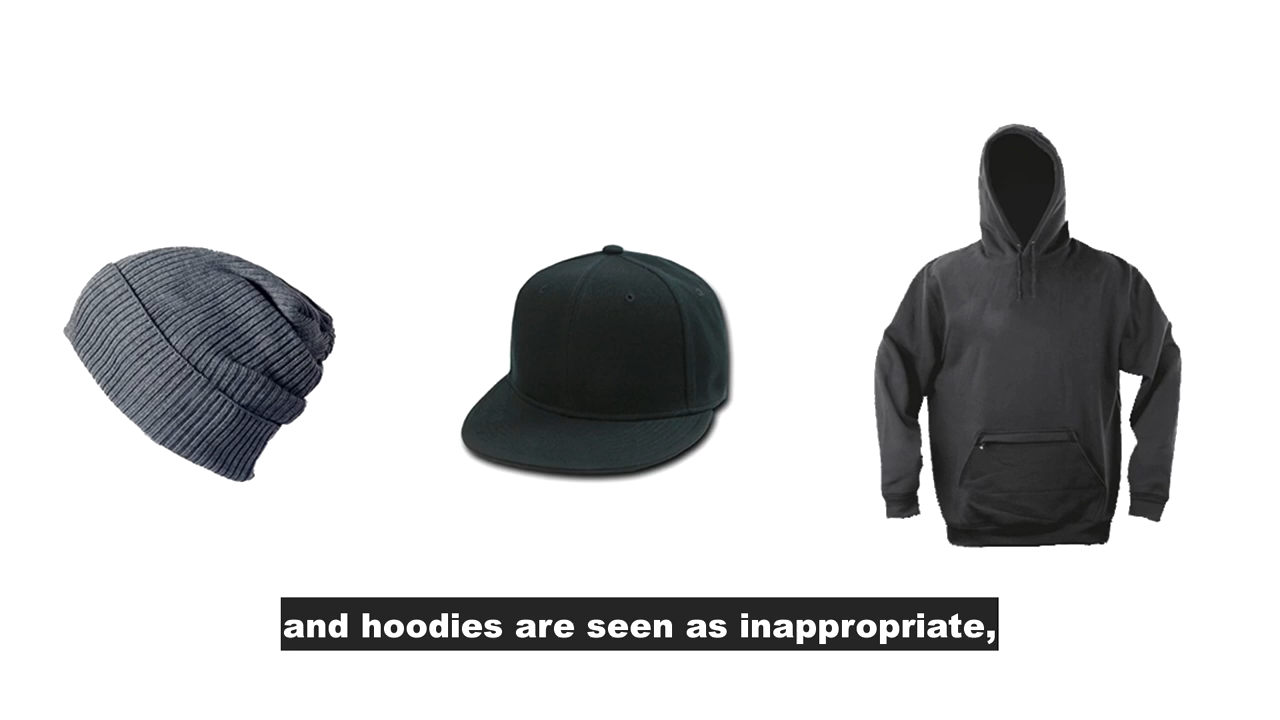 and hoodies are seen as inappropriate,